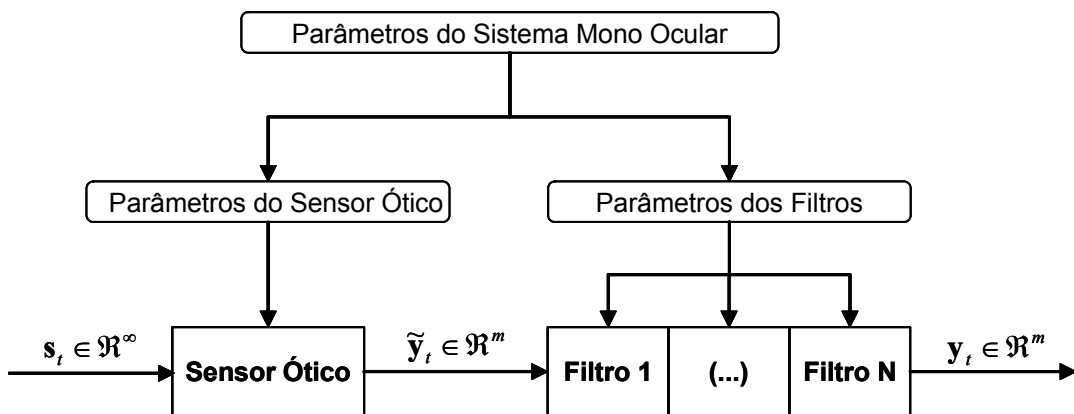 Parâmetros do Sistema Mono Ocular
Parâmetros do Sensor Ótico
Parâmetros dos Filtros
𝐬ₜ ∈ ℜ^∞
Sensor Ótico
𝐲̃ₜ ∈ ℜ^m
Filtro 1
(...)
Filtro N
𝐲ₜ ∈ ℜ^m